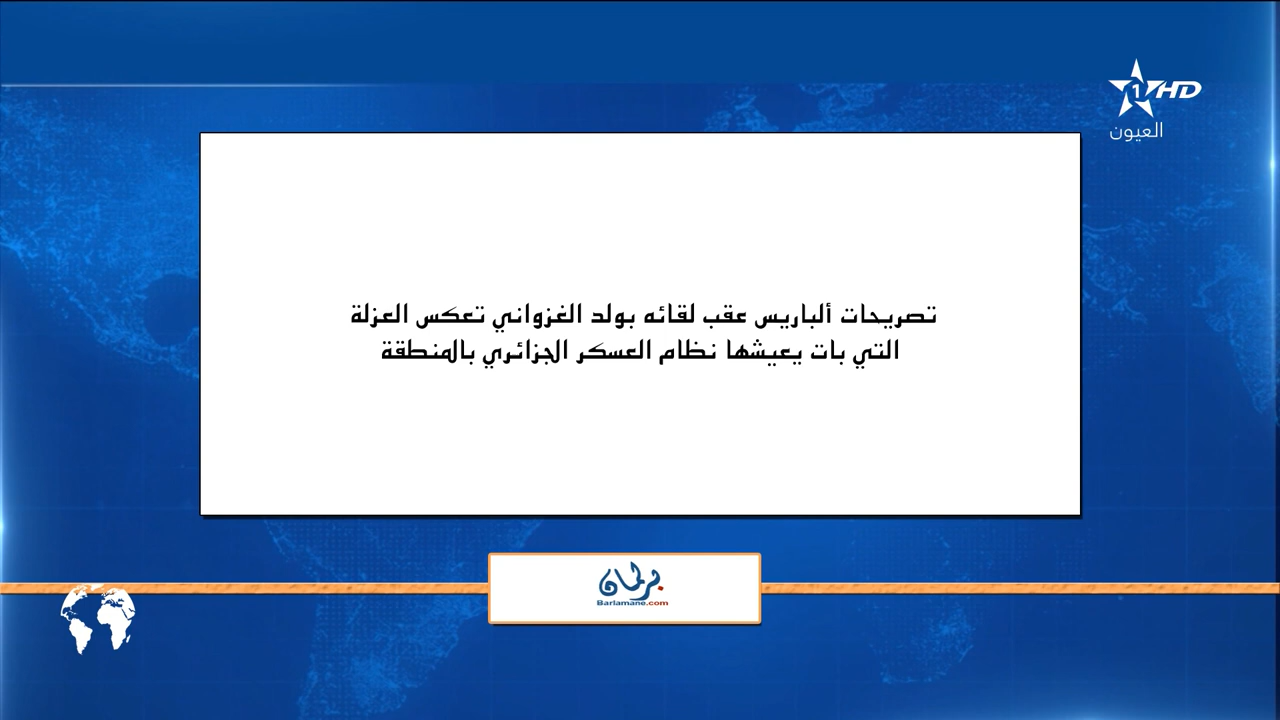 1 HD
العيون
تصريحات ألباريس عقب لقائه بولد الغزواني تعكس العزلة
التي بات يعيشها نظام العسكر الجزائري بالمنطقة
برلمان
Barlamane.com